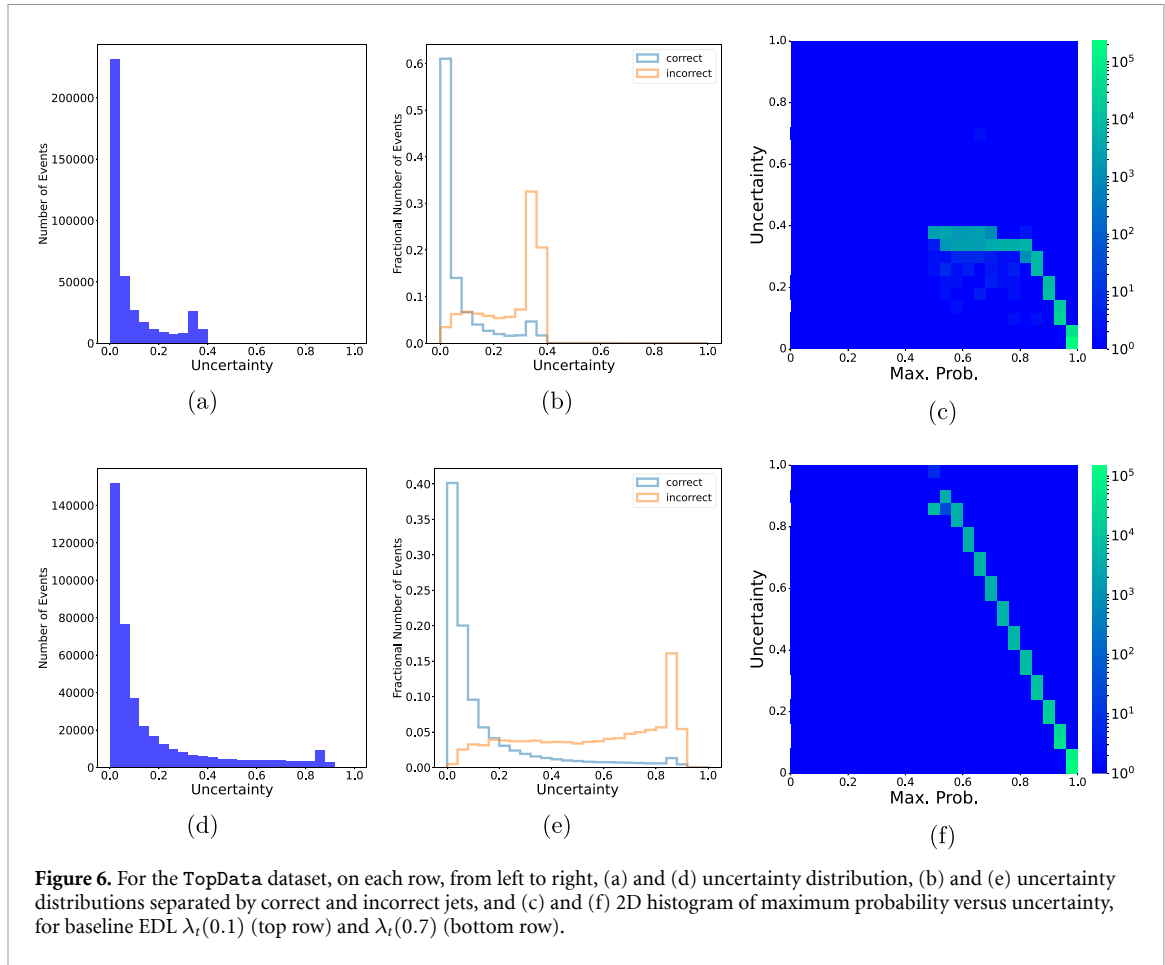 200000
150000
100000
50000
0
Number of Events
0.0 0.2 0.4 0.6 0.8 1.0
Uncertainty
(a)
correct
incorrect
0.6
0.5
0.4
0.3
0.2
0.1
0.0
Fractional Number of Events
0.0 0.2 0.4 0.6 0.8 1.0
Uncertainty
(b)
1.0
0.8
0.6
0.4
0.2
0
Uncertainty
0 0.2 0.4 0.6 0.8 1.0
Max. Prob.
10⁵
10⁴
10³
10²
10¹
10⁰
(c)
140000
120000
100000
80000
60000
40000
20000
0
Number of Events
0.0 0.2 0.4 0.6 0.8 1.0
Uncertainty
(d)
correct
incorrect
0.40
0.35
0.30
0.25
0.20
0.15
0.10
0.05
0.00
Fractional Number of Events
0.0 0.2 0.4 0.6 0.8 1.0
Uncertainty
(e)
1.0
0.8
0.6
0.4
0.2
0
Uncertainty
0 0.2 0.4 0.6 0.8 1.0
Max. Prob.
10⁵
10⁴
10³
10²
10¹
10⁰
(f)
Figure 6. For the TopData dataset, on each row, from left to right, (a) and (d) uncertainty distribution, (b) and (e) uncertainty
distributions separated by correct and incorrect jets, and (c) and (f) 2D histogram of maximum probability versus uncertainty,
for baseline EDL λₜ(0.1) (top row) and λₜ(0.7) (bottom row).